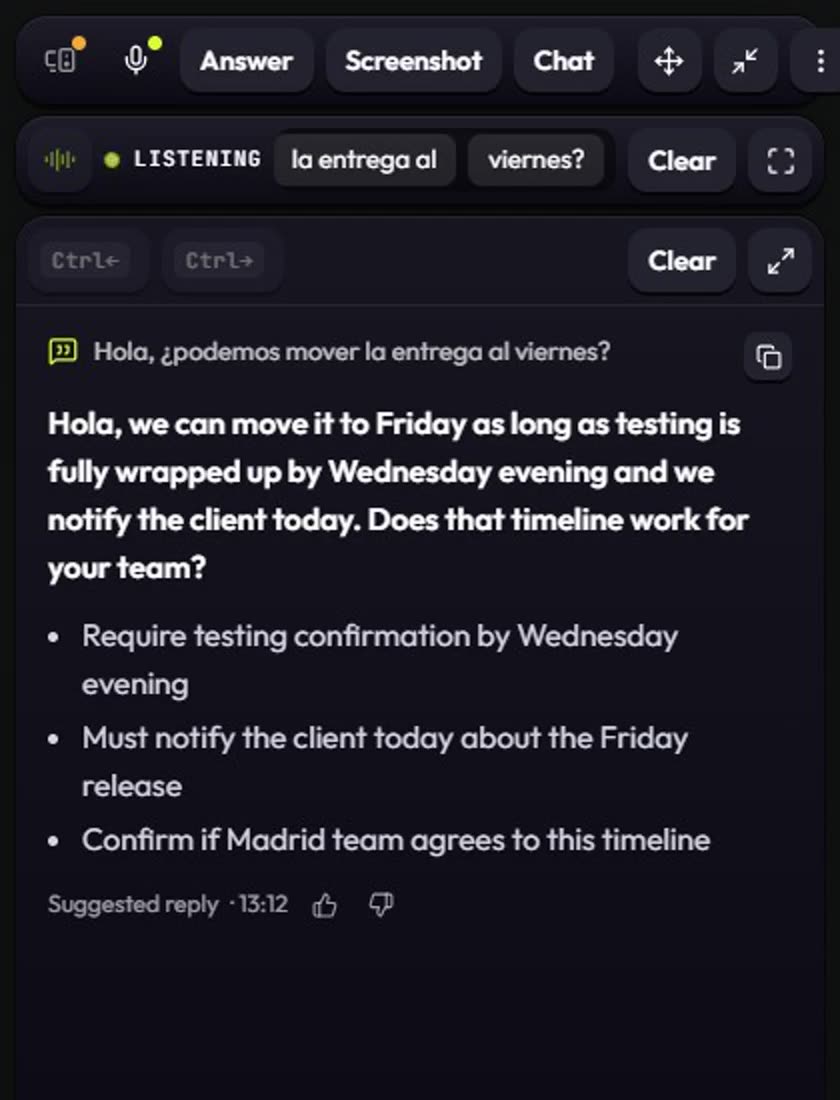 Answer Screenshot Chat
LISTENING la entrega al viernes? Clear
Ctrl← Ctrl→ Clear
Hola, ¿podemos mover la entrega al viernes?
Hola, we can move it to Friday as long as testing is
fully wrapped up by Wednesday evening and we
notify the client today. Does that timeline work for
your team?
• Require testing confirmation by Wednesday
evening
• Must notify the client today about the Friday
release
• Confirm if Madrid team agrees to this timeline
Suggested reply · 13:12